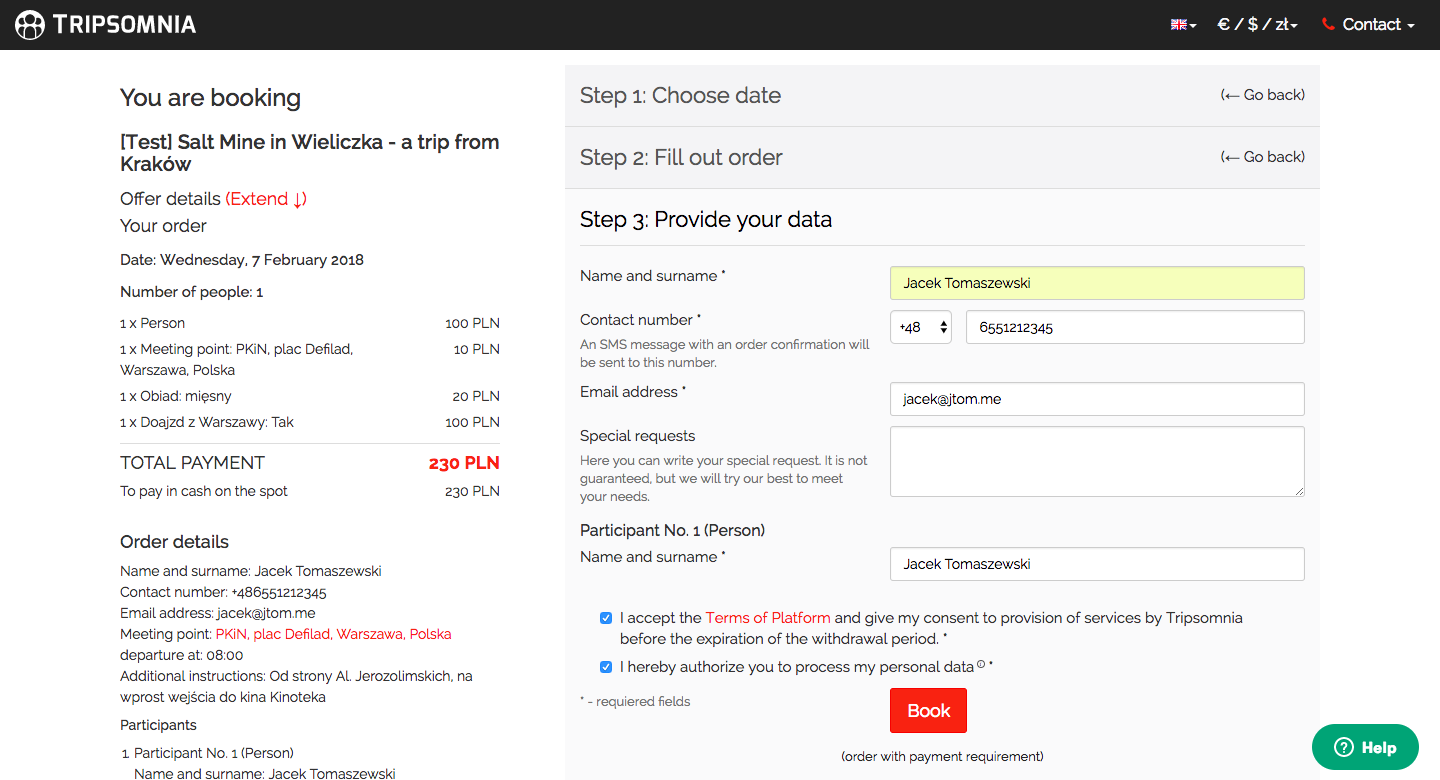 TRIPSOMNIA
€ / $ / zł
Contact
You are booking
[Test] Salt Mine in Wieliczka - a trip from
Kraków
Offer details (Extend ↓)
Your order
Date: Wednesday, 7 February 2018
Number of people: 1
1 x Person 100 PLN
1 x Meeting point: PKiN, plac Defilad, 10 PLN
Warszawa, Polska
1 x Obiad: mięsny 20 PLN
1 x Doajzd z Warszawy: Tak 100 PLN
TOTAL PAYMENT 230 PLN
To pay in cash on the spot 230 PLN
Order details
Name and surname: Jacek Tomaszewski
Contact number: +486551212345
Email address: jacek@jtom.me
Meeting point: PKiN, plac Defilad, Warszawa, Polska
departure at: 08:00
Additional instructions: Od strony Al. Jerozolimskich, na
wprost wejścia do kina Kinoteka
Participants
1. Participant No. 1 (Person)
Name and surname: Jacek Tomaszewski
Step 1: Choose date (← Go back)
Step 2: Fill out order (← Go back)
Step 3: Provide your data
Name and surname * Jacek Tomaszewski
Contact number * +48 6551212345
An SMS message with an order confirmation will
be sent to this number.
Email address * jacek@jtom.me
Special requests
Here you can write your special request. It is not
guaranteed, but we will try our best to meet
your needs.
Participant No. 1 (Person)
Name and surname * Jacek Tomaszewski
I accept the Terms of Platform and give my consent to provision of services by Tripsomnia
before the expiration of the withdrawal period. *
I hereby authorize you to process my personal data ⓘ *
* - requiered fields
Book
(order with payment requirement)
? Help